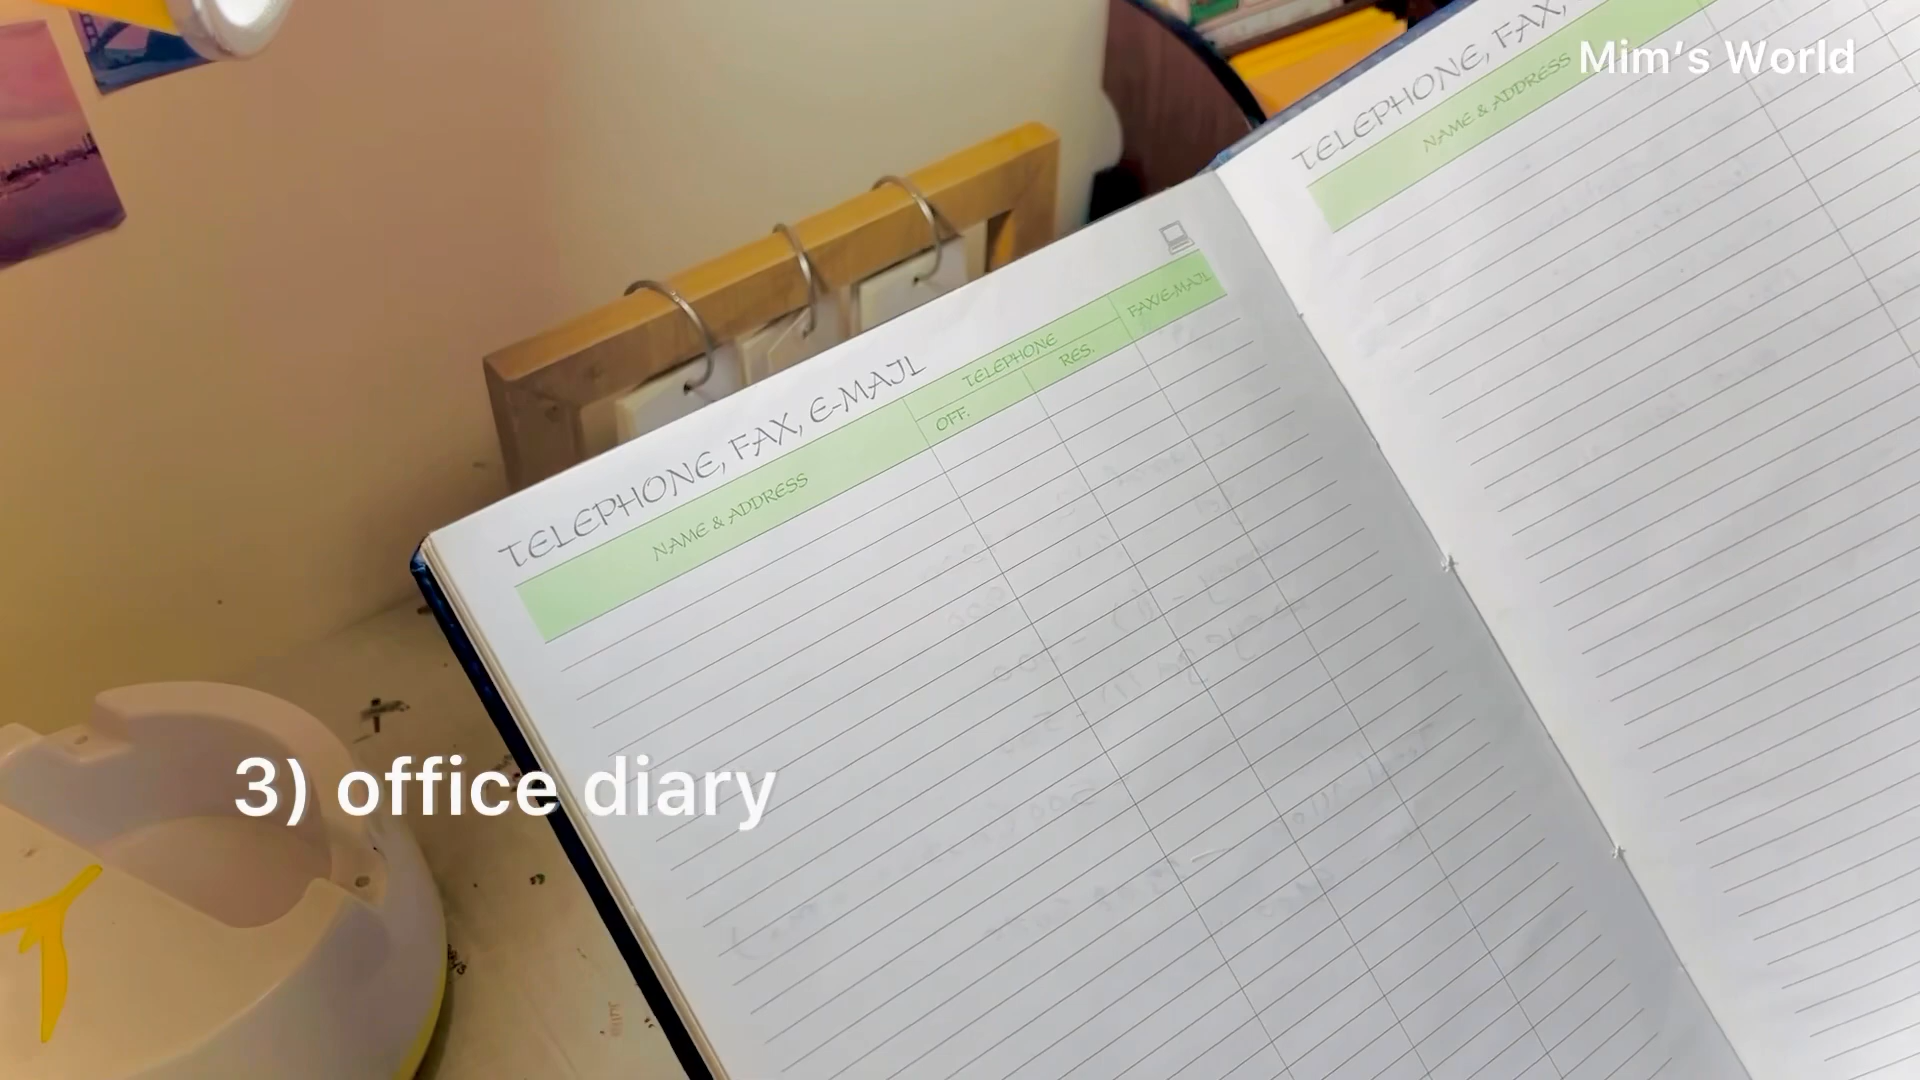 Mim's World
TELEPHONE, FAX,
NAME & ADDRESS
TELEPHONE, FAX, E-MAIL
NAME & ADDRESS
TELEPHONE
OFF.
RES.
FAX/E-MAIL
3) office diary